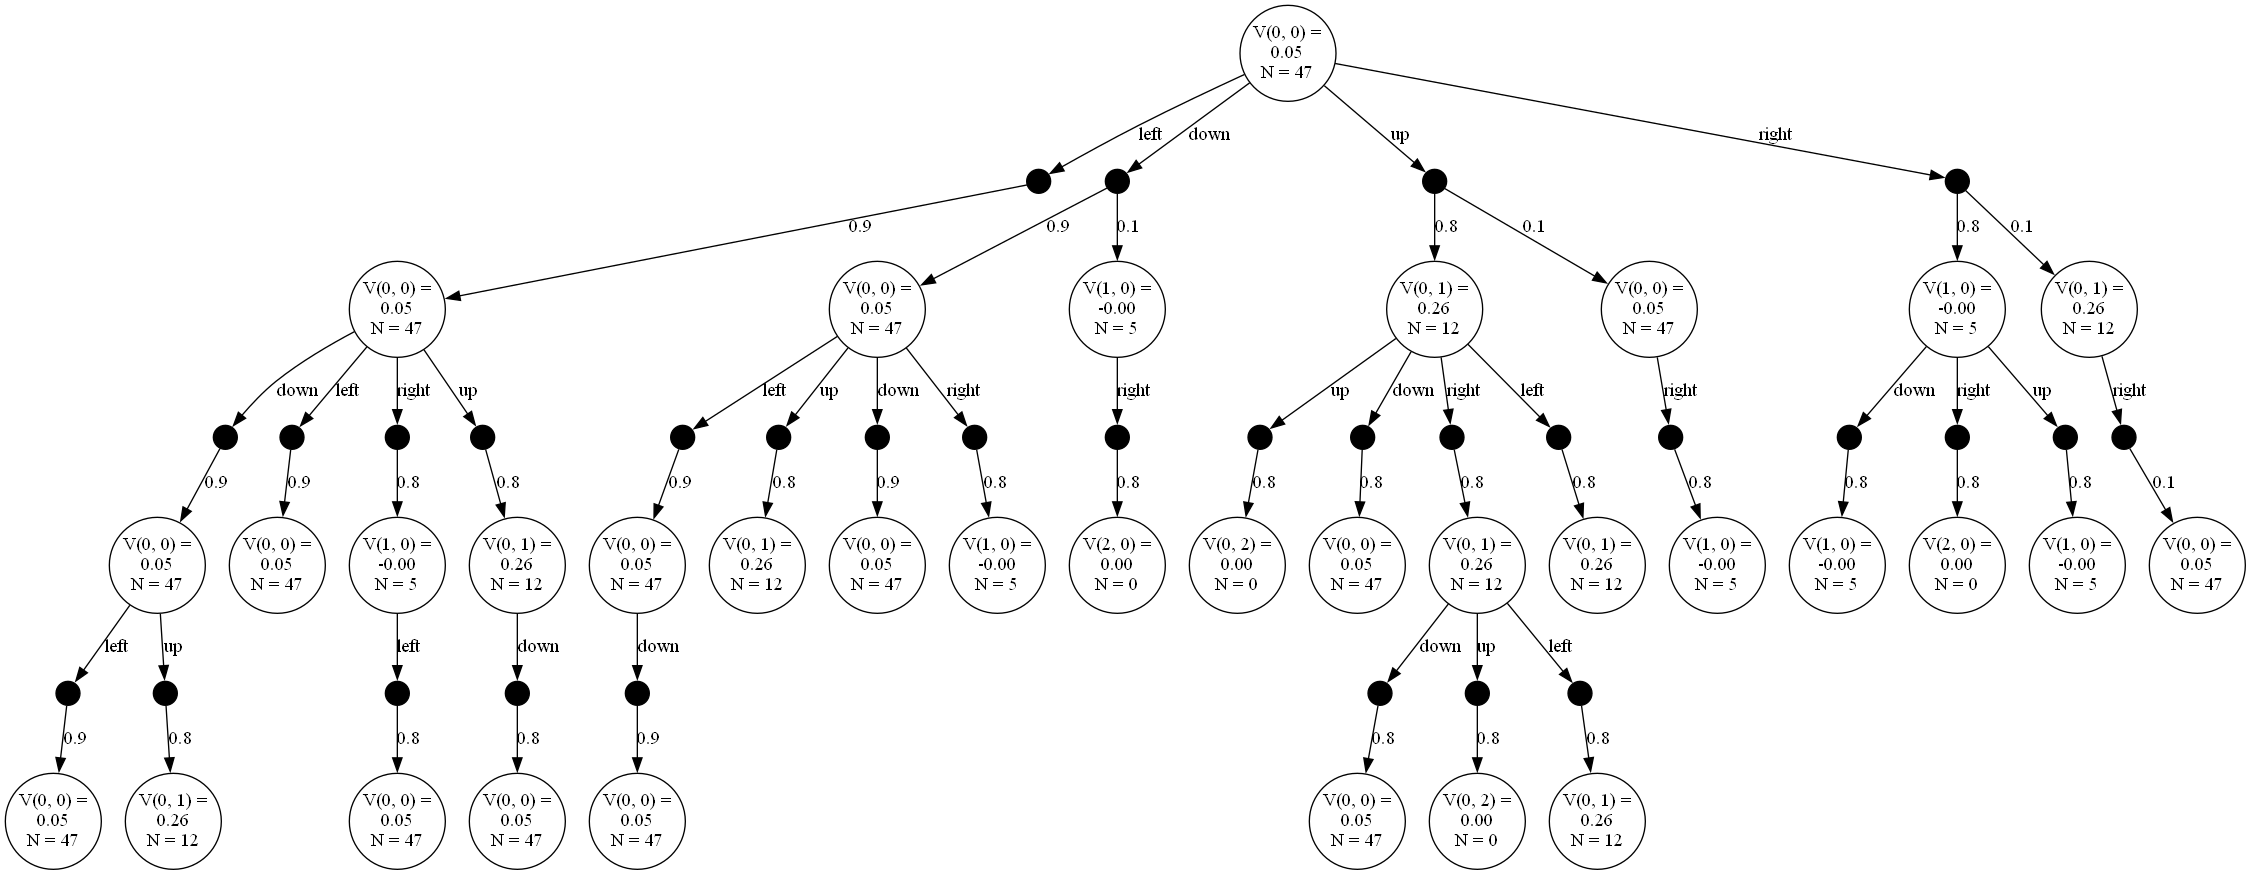 V(0, 0) =
0.05
N = 47
left
down
up
right
0.9
0.9
0.1
0.8
0.1
0.8
0.1
V(0, 0) =
0.05
N = 47
V(0, 0) =
0.05
N = 47
V(1, 0) =
-0.00
N = 5
V(0, 1) =
0.26
N = 12
V(0, 0) =
0.05
N = 47
V(1, 0) =
-0.00
N = 5
V(0, 1) =
0.26
N = 12
down
left
right
up
left
up
down
right
right
up
down
right
left
right
down
right
up
right
0.9
0.9
0.8
0.8
0.9
0.8
0.9
0.8
0.8
0.8
0.8
0.8
0.8
0.8
0.8
0.8
0.8
0.1
V(0, 0) =
0.05
N = 47
V(0, 0) =
0.05
N = 47
V(1, 0) =
-0.00
N = 5
V(0, 1) =
0.26
N = 12
V(0, 0) =
0.05
N = 47
V(0, 1) =
0.26
N = 12
V(0, 0) =
0.05
N = 47
V(1, 0) =
-0.00
N = 5
V(2, 0) =
0.00
N = 0
V(0, 2) =
0.00
N = 0
V(0, 0) =
0.05
N = 47
V(0, 1) =
0.26
N = 12
V(0, 1) =
0.26
N = 12
V(1, 0) =
-0.00
N = 5
V(1, 0) =
-0.00
N = 5
V(2, 0) =
0.00
N = 0
V(1, 0) =
-0.00
N = 5
V(0, 0) =
0.05
N = 47
left
up
left
down
down
down
up
left
0.9
0.8
0.8
0.8
0.9
0.8
0.8
0.8
V(0, 0) =
0.05
N = 47
V(0, 1) =
0.26
N = 12
V(0, 0) =
0.05
N = 47
V(0, 0) =
0.05
N = 47
V(0, 0) =
0.05
N = 47
V(0, 0) =
0.05
N = 47
V(0, 2) =
0.00
N = 0
V(0, 1) =
0.26
N = 12